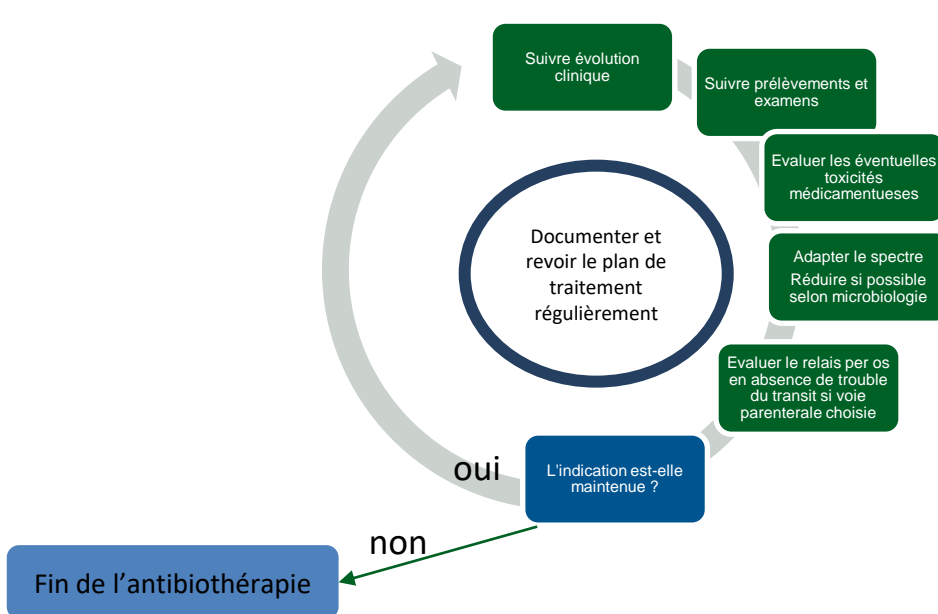 Suivre évolution
clinique
Suivre prélèvements et
examens
Evaluer les éventuelles
toxicités
médicamentueses
Adapter le spectre
Réduire si possible
selon microbiologie
Evaluer le relais per os
en absence de trouble
du transit si voie
parenterale choisie
L'indication est-elle
maintenue ?
Documenter et
revoir le plan de
traitement
régulièrement
oui
non
Fin de l’antibiothérapie